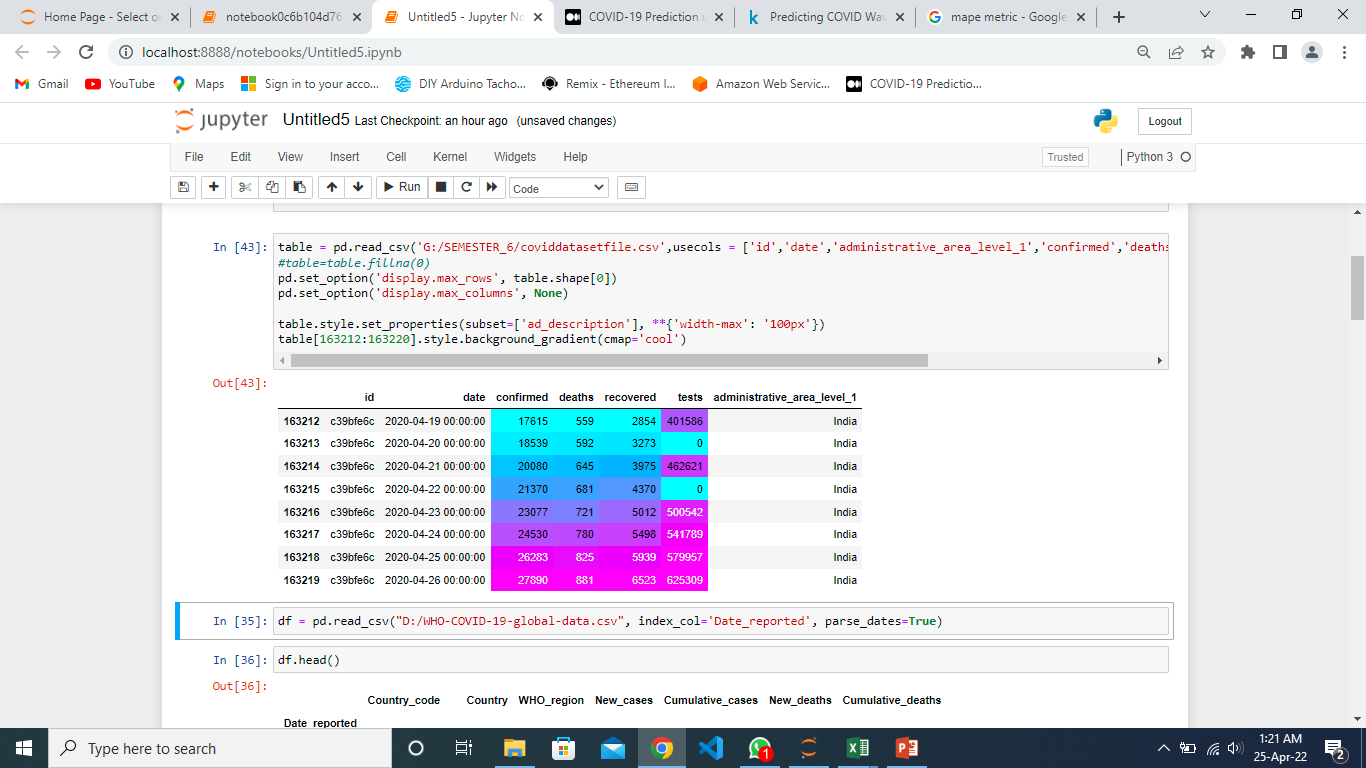 Home Page - Select or
notebook0c6b104d76
Untitled5 - Jupyter No
COVID-19 Prediction u
Predicting COVID Wav
mape metric - Google
localhost:8888/notebooks/Untitled5.ipynb
Gmail YouTube Maps Sign in to your acco... DIY Arduino Tacho... Remix - Ethereum I... Amazon Web Servic... COVID-19 Predictio...
jupyter Untitled5 Last Checkpoint: an hour ago (unsaved changes) Logout
File Edit View Insert Cell Kernel Widgets Help Trusted Python 3
Run Code
In [43]: table = pd.read_csv('G:/SEMESTER_6/coviddatasetfile.csv',usecols = ['id','date','administrative_area_level_1','confirmed','deaths
#table=table.fillna(0)
pd.set_option('display.max_rows', table.shape[0])
pd.set_option('display.max_columns', None)
table.style.set_properties(subset=['ad_description'], **{'width-max': '100px'})
table[163212:163220].style.background_gradient(cmap='cool')
Out[43]:
id date confirmed deaths recovered tests administrative_area_level_1
163212 c39bfe6c 2020-04-19 00:00:00 17615 559 2854 401586 India
163213 c39bfe6c 2020-04-20 00:00:00 18539 592 3273 0 India
163214 c39bfe6c 2020-04-21 00:00:00 20080 645 3975 462621 India
163215 c39bfe6c 2020-04-22 00:00:00 21370 681 4370 0 India
163216 c39bfe6c 2020-04-23 00:00:00 23077 721 5012 500542 India
163217 c39bfe6c 2020-04-24 00:00:00 24530 780 5498 541789 India
163218 c39bfe6c 2020-04-25 00:00:00 26283 825 5939 579957 India
163219 c39bfe6c 2020-04-26 00:00:00 27890 881 6523 625309 India
In [35]: df = pd.read_csv("D:/WHO-COVID-19-global-data.csv", index_col='Date_reported', parse_dates=True)
In [36]: df.head()
Out[36]:
Country_code Country WHO_region New_cases Cumulative_cases New_deaths Cumulative_deaths
Date_reported
Type here to search
1
1:21 AM
25-Apr-22
2